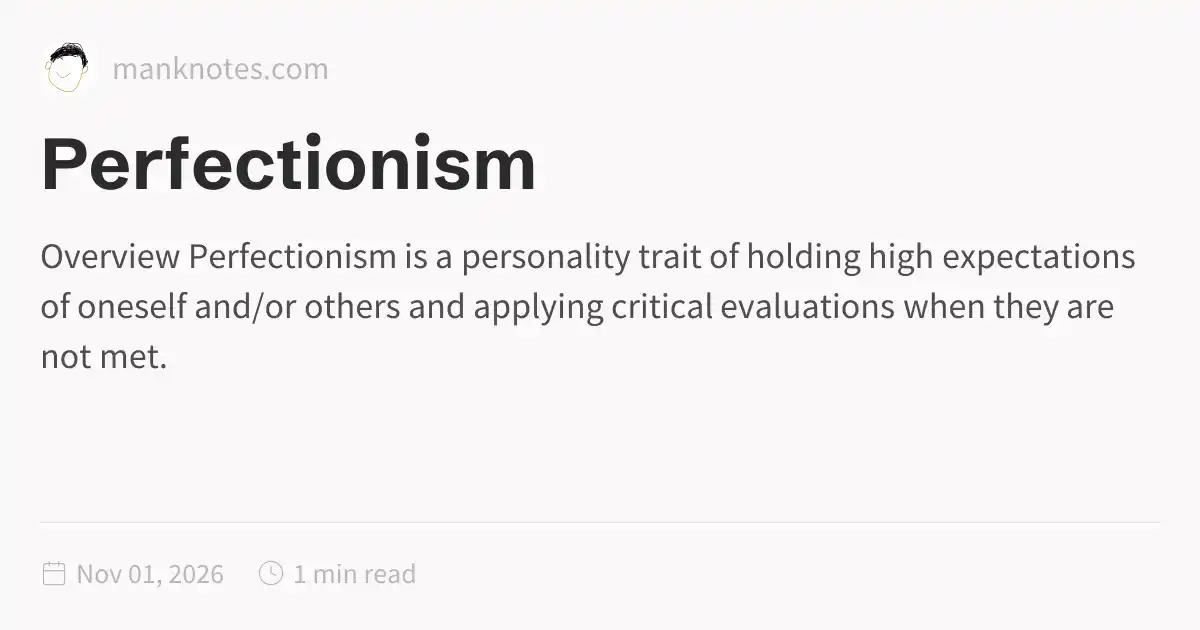 manknotes.com
Perfectionism
Overview Perfectionism is a personality trait of holding high expectations
of oneself and/or others and applying critical evaluations when they are
not met.
Nov 01, 2026 1 min read